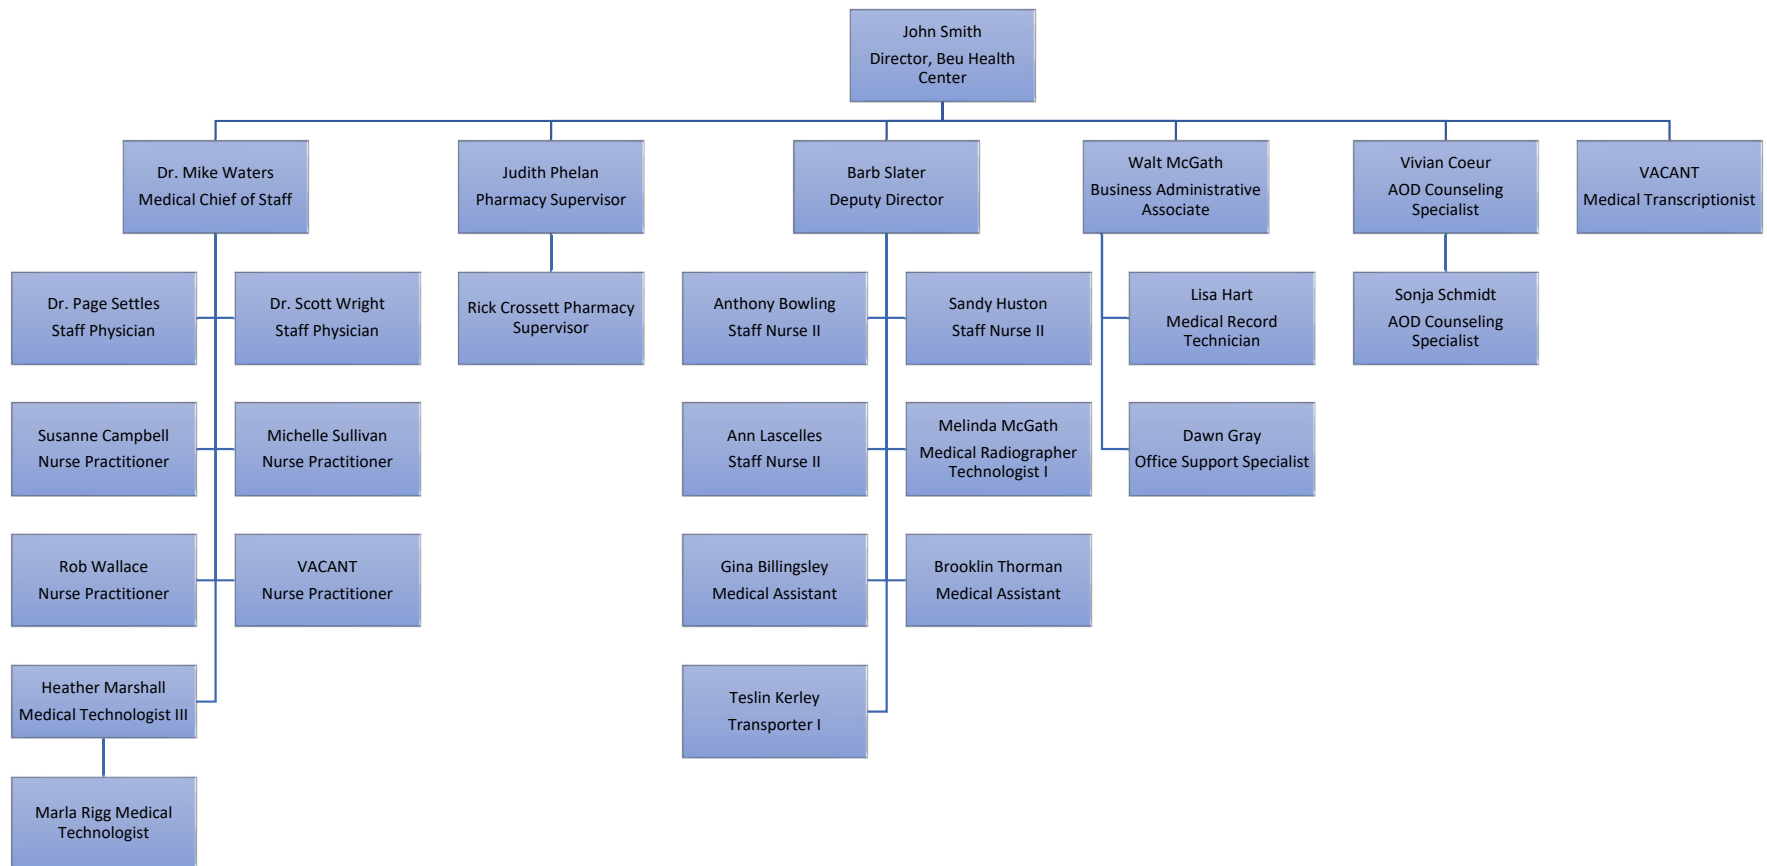 John Smith
Director, Beu Health
Center
Dr. Mike Waters
Medical Chief of Staff
Judith Phelan
Pharmacy Supervisor
Barb Slater
Deputy Director
Walt McGath
Business Administrative
Associate
Vivian Coeur
AOD Counseling
Specialist
VACANT
Medical Transcriptionist
Dr. Page Settles
Staff Physician
Dr. Scott Wright
Staff Physician
Rick Crossett Pharmacy
Supervisor
Anthony Bowling
Staff Nurse II
Sandy Huston
Staff Nurse II
Lisa Hart
Medical Record
Technician
Sonja Schmidt
AOD Counseling
Specialist
Susanne Campbell
Nurse Practitioner
Michelle Sullivan
Nurse Practitioner
Ann Lascelles
Staff Nurse II
Melinda McGath
Medical Radiographer
Technologist I
Dawn Gray
Office Support Specialist
Rob Wallace
Nurse Practitioner
VACANT
Nurse Practitioner
Gina Billingsley
Medical Assistant
Brooklin Thorman
Medical Assistant
Heather Marshall
Medical Technologist III
Teslin Kerley
Transporter I
Marla Rigg Medical
Technologist